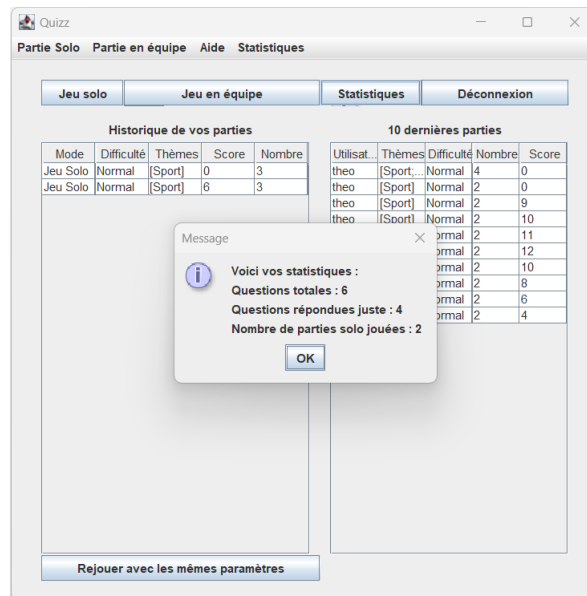 Quizz
Partie Solo Partie en équipe Aide Statistiques
Jeu solo Jeu en équipe Statistiques Déconnexion
Historique de vos parties
Mode Difficulté Thèmes Score Nombre
Jeu Solo Normal [Sport] 0 3
Jeu Solo Normal [Sport] 6 3
10 dernières parties
Utilisat... Thèmes Difficulté Nombre Score
theo [Sport;... Normal 4 0
theo [Sport] Normal 2 0
theo [Sport] Normal 2 9
theo [Sport] Normal 2 10
ormal 2 11
ormal 2 12
ormal 2 10
ormal 2 8
ormal 2 6
ormal 2 4
Message
Voici vos statistiques :
Questions totales : 6
Questions répondues juste : 4
Nombre de parties solo jouées : 2
OK
Rejouer avec les mêmes paramètres